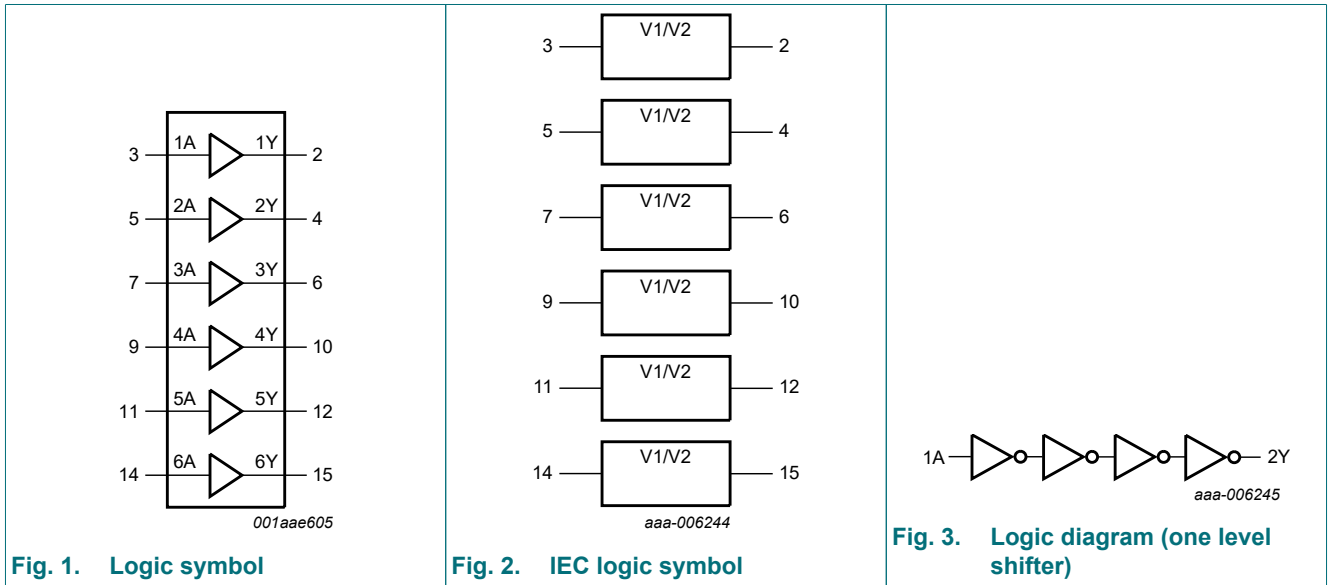 3 1A 1Y 2
5 2A 2Y 4
7 3A 3Y 6
9 4A 4Y 10
11 5A 5Y 12
14 6A 6Y 15
001aae605
Fig. 1. Logic symbol
3 V1/V2 2
5 V1/V2 4
7 V1/V2 6
9 V1/V2 10
11 V1/V2 12
14 V1/V2 15
aaa-006244
Fig. 2. IEC logic symbol
1A 2Y
aaa-006245
Fig. 3. Logic diagram (one level
shifter)